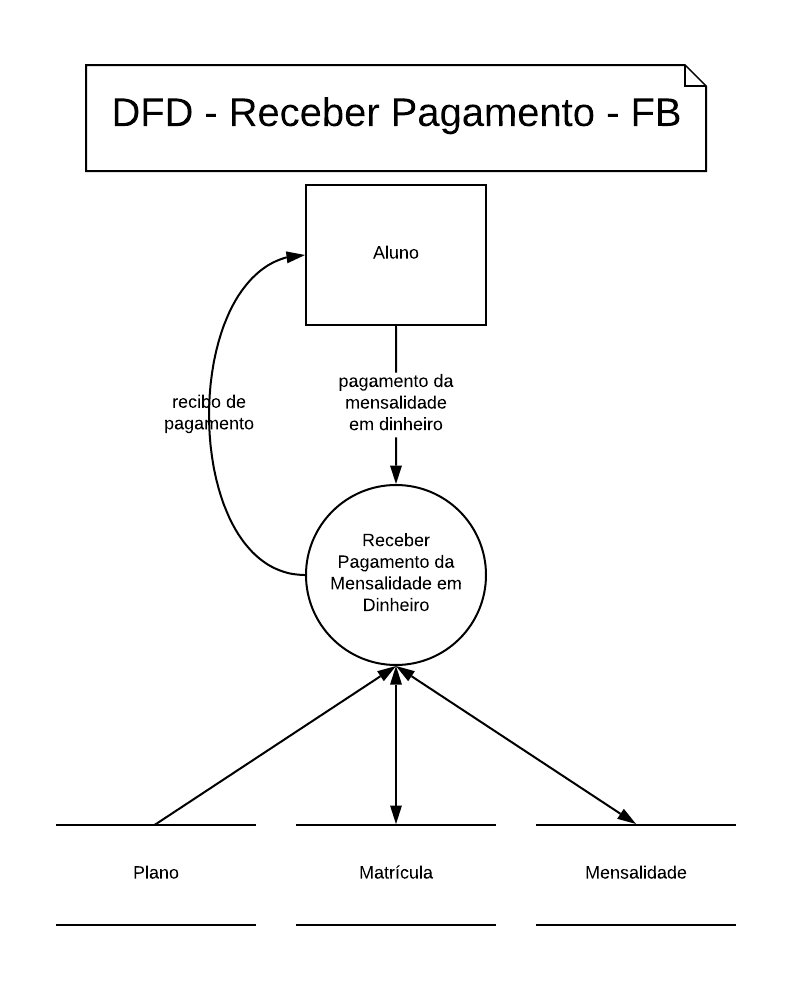 DFD - Receber Pagamento - FB
Aluno
recibo de
pagamento
pagamento da
mensalidade
em dinheiro
Receber
Pagamento da
Mensalidade em
Dinheiro
Plano
Matrícula
Mensalidade